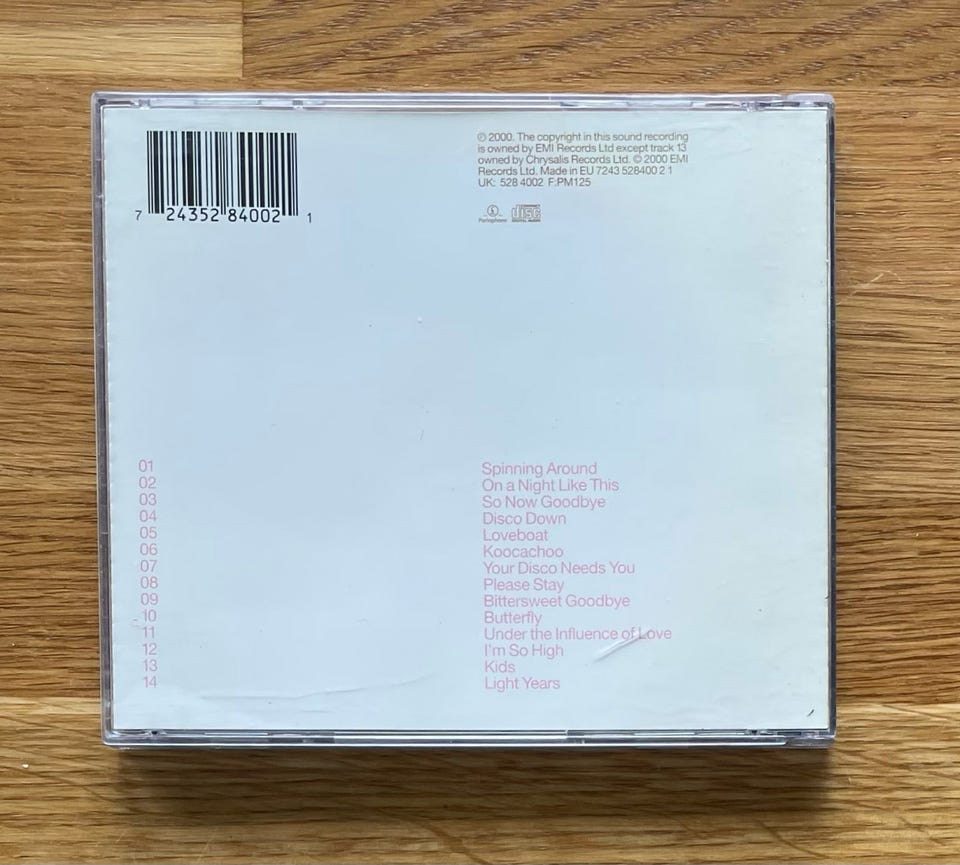 7 24352 84002 1
℗ 2000. The copyright in this sound recording
is owned by EMI Records Ltd except track 13
owned by Chrysalis Records Ltd. © 2000 EMI
Records Ltd. Made in EU 7243 528400 2 1
UK: 528 4002 F:PM125
Parlophone disc
01 Spinning Around
02 On a Night Like This
03 So Now Goodbye
04 Disco Down
05 Loveboat
06 Koocachoo
07 Your Disco Needs You
08 Please Stay
09 Bittersweet Goodbye
10 Butterfly
11 Under the Influence of Love
12 I'm So High
13 Kids
14 Light Years